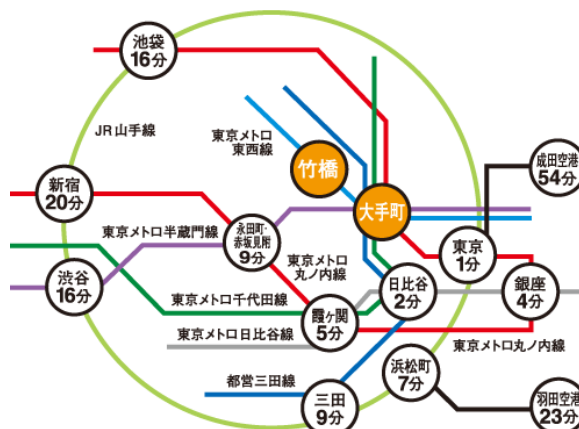 池袋
16分
JR山手線
東京メトロ
東西線
竹橋
成田空港
54分
新宿
20分
大手町
東京メトロ半蔵門線
永田町・
赤坂見附
9分
東京メトロ
丸ノ内線
東京
1分
渋谷
16分
東京メトロ千代田線
日比谷
2分
銀座
4分
霞ヶ関
5分
東京メトロ日比谷線
東京メトロ丸ノ内線
浜松町
7分
都営三田線
三田
9分
羽田空港
23分